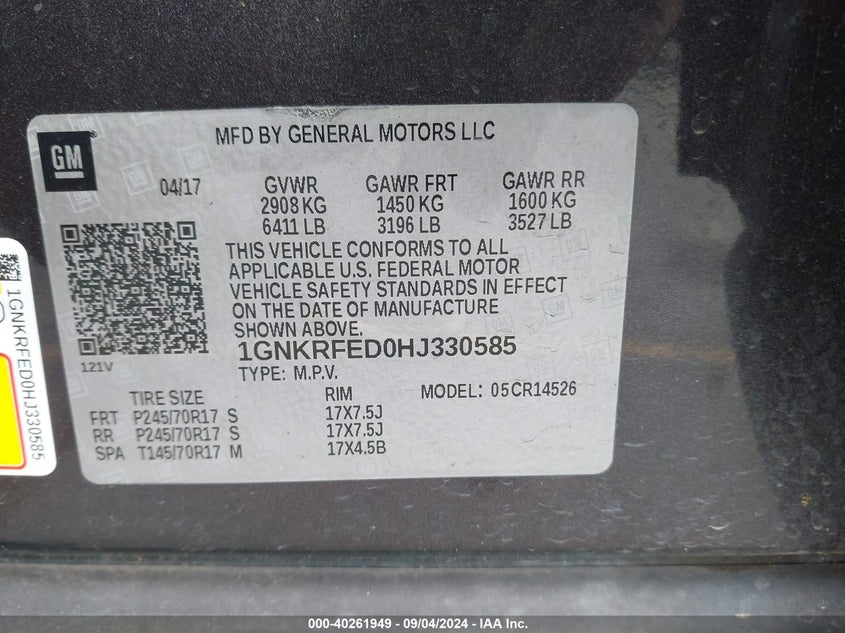 MFD BY GENERAL MOTORS LLC
GM
04/17 GVWR GAWR FRT GAWR RR
2908 KG 1450 KG 1600 KG
6411 LB 3196 LB 3527 LB
THIS VEHICLE CONFORMS TO ALL
APPLICABLE U.S. FEDERAL MOTOR
VEHICLE SAFETY STANDARDS IN EFFECT
ON THE DATE OF MANUFACTURE
SHOWN ABOVE.
1GNKRFED0HJ330585
121V
TYPE: M.P.V.
TIRE SIZE RIM MODEL: 05CR14526
FRT P245/70R17 S 17X7.5J
RR P245/70R17 S 17X7.5J
SPA T145/70R17 M 17X4.5B
1GNKRFED0HJ330585
000-40261949 - 09/04/2024 - IAA Inc.